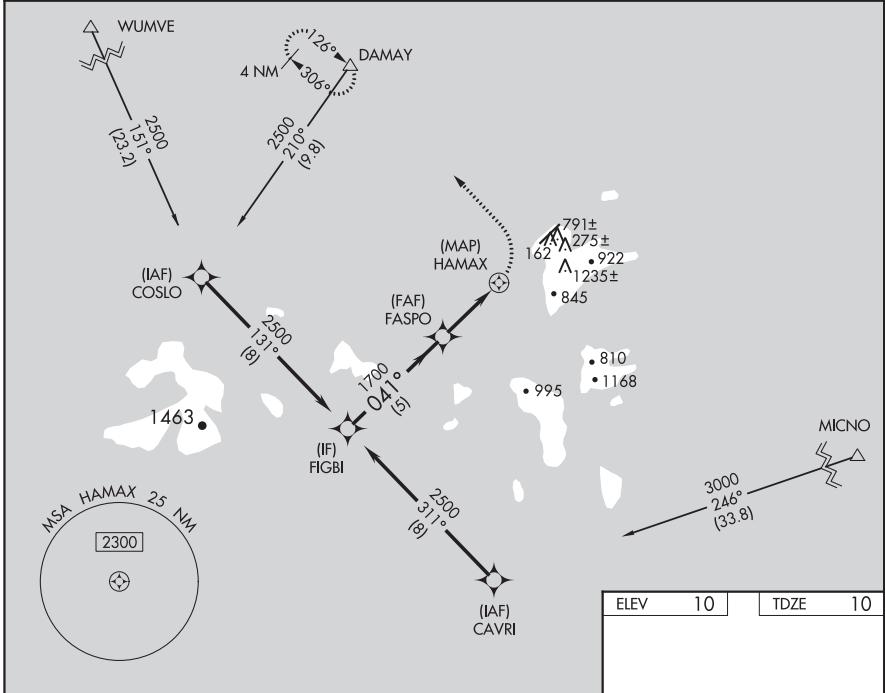 WUMVE
126°
DAMAY
4 NM
306°
2500
151°
(23.2)
2500
210°
(9.8)
791±
(MAP)
HAMAX
162
275±
922
1235±
845
(IAF)
COSLO
(FAF)
FASPO
2500
131°
(8)
1700
041°
(5)
810
1168
995
1463
(IF)
FIGBI
MICNO
3000
246°
(33.8)
2500
311°
(8)
MSA HAMAX 25 NM
2300
(IAF)
CAVRI
ELEV 10
TDZE 10